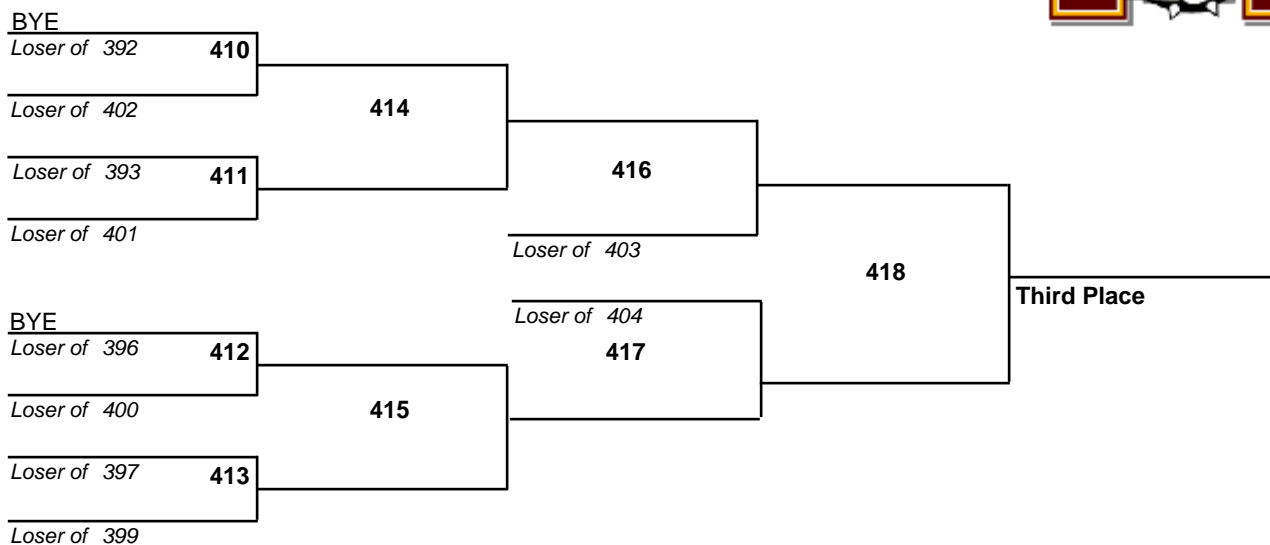 BYE
Loser of 392 410
Loser of 402
414
Loser of 393 411
416
Loser of 401
Loser of 403
418
Third Place
BYE
Loser of 404
Loser of 396 412
417
Loser of 400
415
Loser of 397 413
Loser of 399